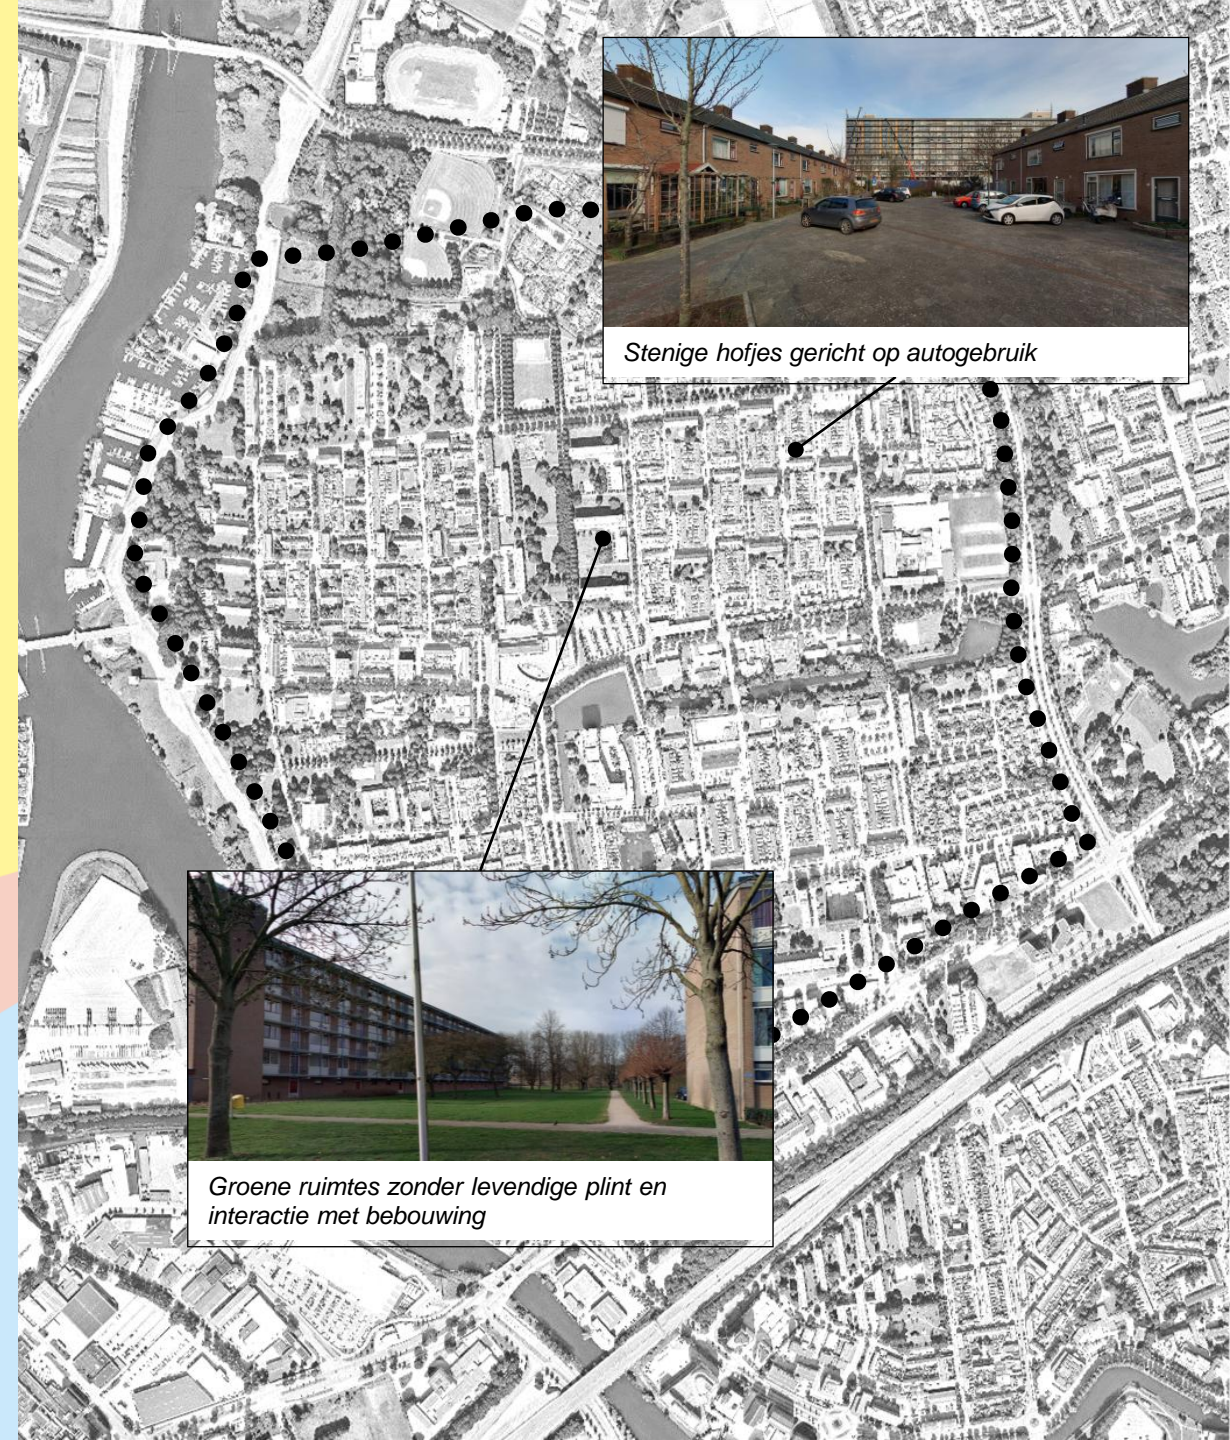 Stenige hofjes gericht op autogebruik
Groene ruimtes zonder levendige plint en
interactie met bebouwing